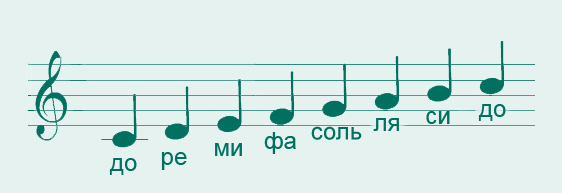 до ре ми фа соль ля си до